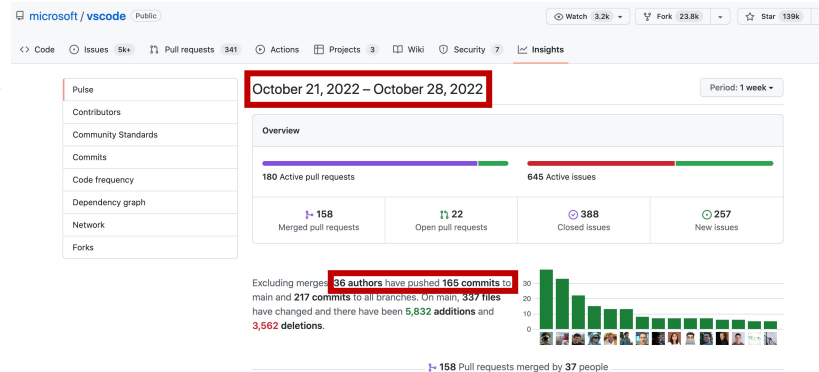 microsoft / vscode Public
Watch 3.2k
Fork 23.8k
Star 139k
<> Code
Issues 5k+
Pull requests 341
Actions
Projects 3
Wiki
Security 7
Insights
Pulse
Contributors
Community Standards
Commits
Code frequency
Dependency graph
Network
Forks
October 21, 2022 – October 28, 2022
Period: 1 week
Overview
180 Active pull requests
645 Active issues
158
Merged pull requests
22
Open pull requests
388
Closed issues
257
New issues
Excluding merges, 36 authors have pushed 165 commits to
main and 217 commits to all branches. On main, 337 files
have changed and there have been 5,832 additions and
3,562 deletions.
30
20
10
0
158 Pull requests merged by 37 people